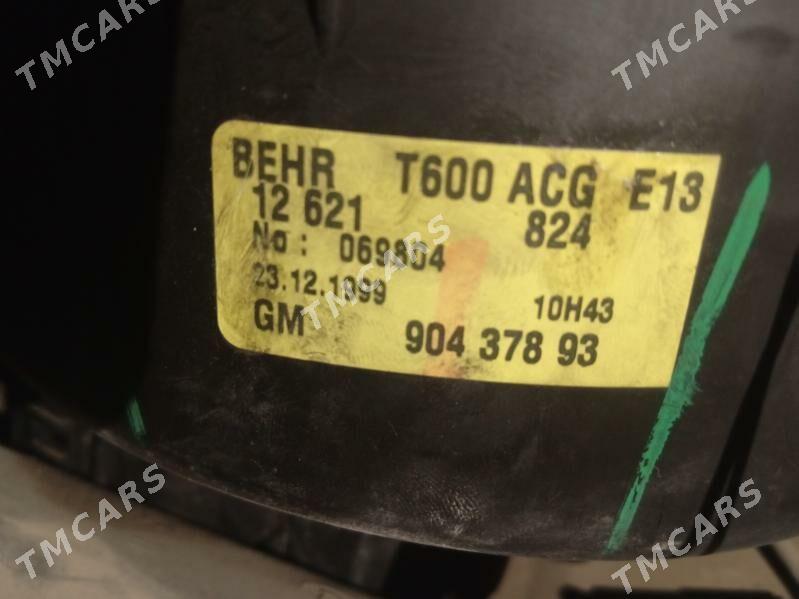 TMCARS
TMCARS
BEHR T600 ACG E13
12 621 824
No: 069804
23.12.1999
10H43
GM 904 378 93
TMCARS
TMCARS
TMCARS